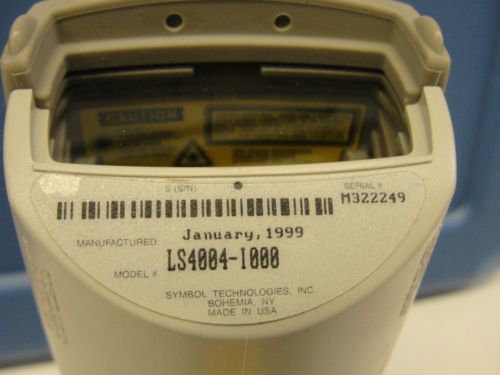 CAUTION
S (S/N)
SERIAL #
M322249
MANUFACTURED January, 1999
MODEL # LS4004-I000
SYMBOL TECHNOLOGIES, INC.
BOHEMIA, NY
MADE IN USA